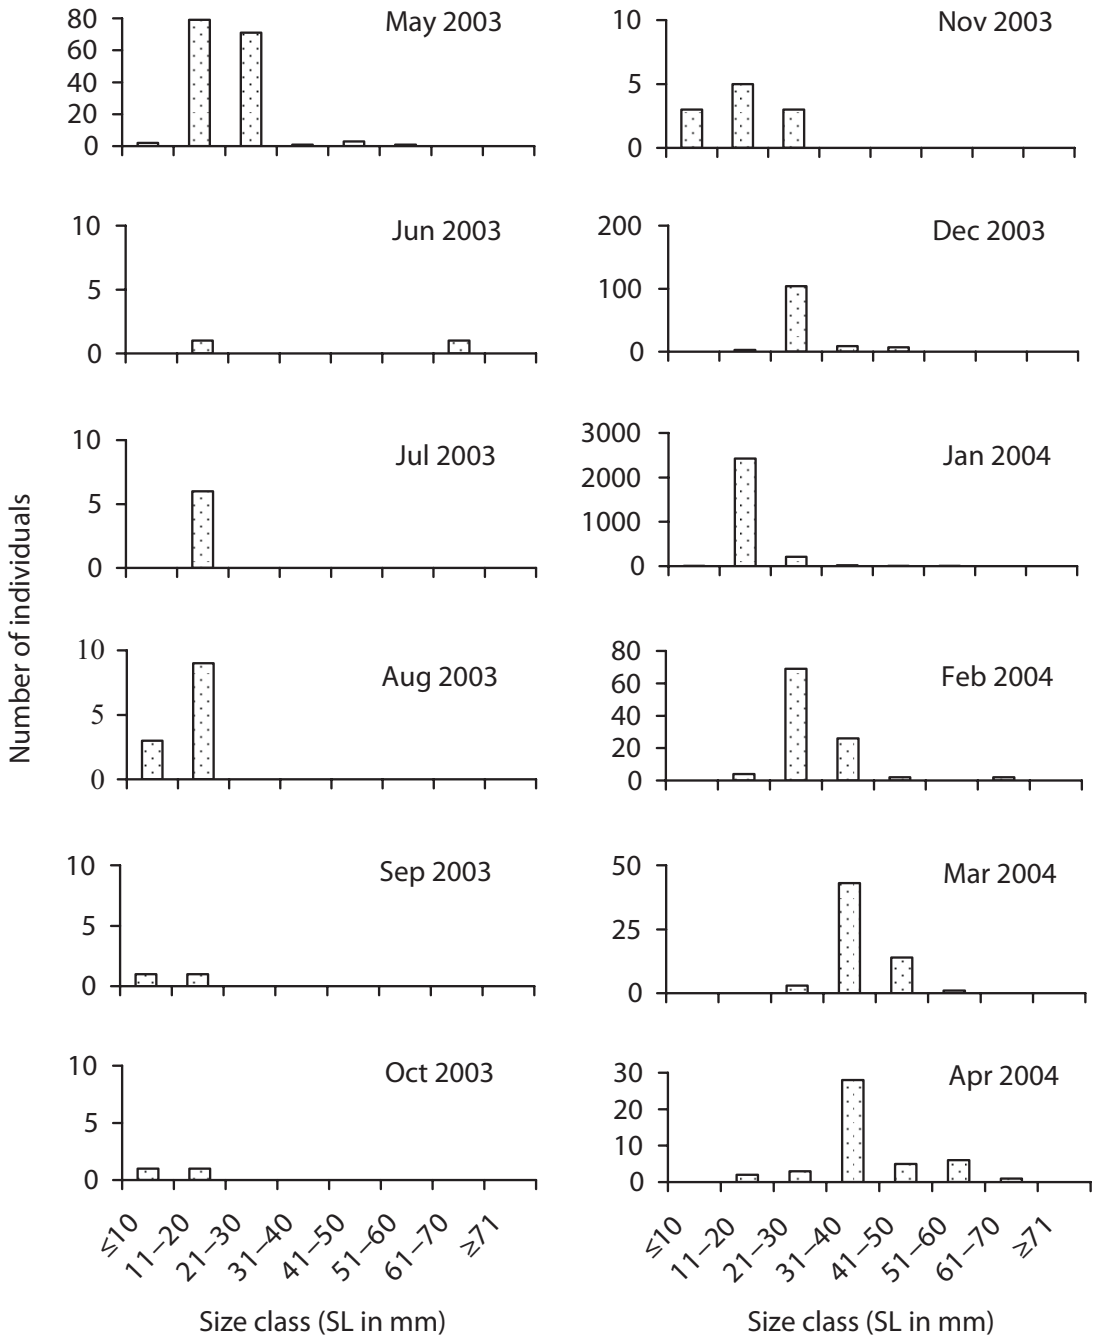 Number of individuals
May 2003
80
60
40
20
0
Jun 2003
10
5
0
Jul 2003
10
5
0
Aug 2003
10
5
0
Sep 2003
10
5
0
Oct 2003
10
5
0
≤10 11–20 21–30 31–40 41–50 51–60 61–70 ≥71
Size class (SL in mm)
Nov 2003
10
5
0
Dec 2003
200
100
0
Jan 2004
3000
2000
1000
0
Feb 2004
80
60
40
20
0
Mar 2004
50
25
0
Apr 2004
30
20
10
0
≤10 11–20 21–30 31–40 41–50 51–60 61–70 ≥71
Size class (SL in mm)